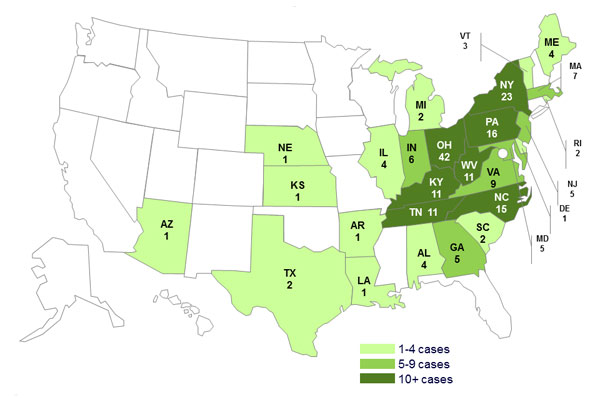 VT
3
ME
4
MA
7
NY
23
MI
2
PA
16
RI
2
NE
1
IL
4
IN
6
OH
42
WV
11
VA
9
NJ
5
KS
1
KY
11
DE
1
NC
15
TN 11
MD
5
AZ
1
AR
1
SC
2
AL
4
GA
5
TX
2
LA
1
1-4 cases
5-9 cases
10+ cases